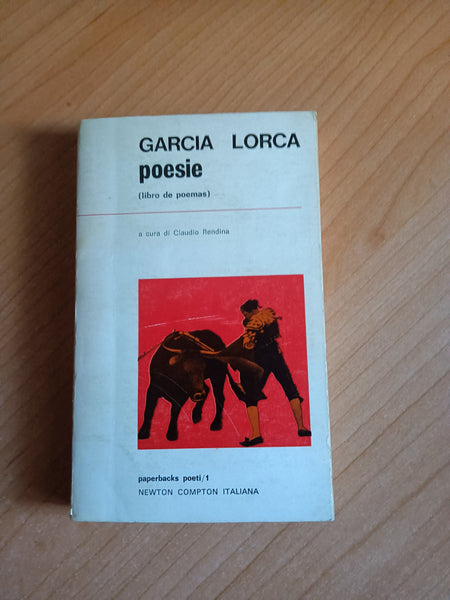 GARCIA LORCA
poesie
(libro de poemas)
a cura di Claudio Rendina
paperbacks poeti/1
NEWTON COMPTON ITALIANA